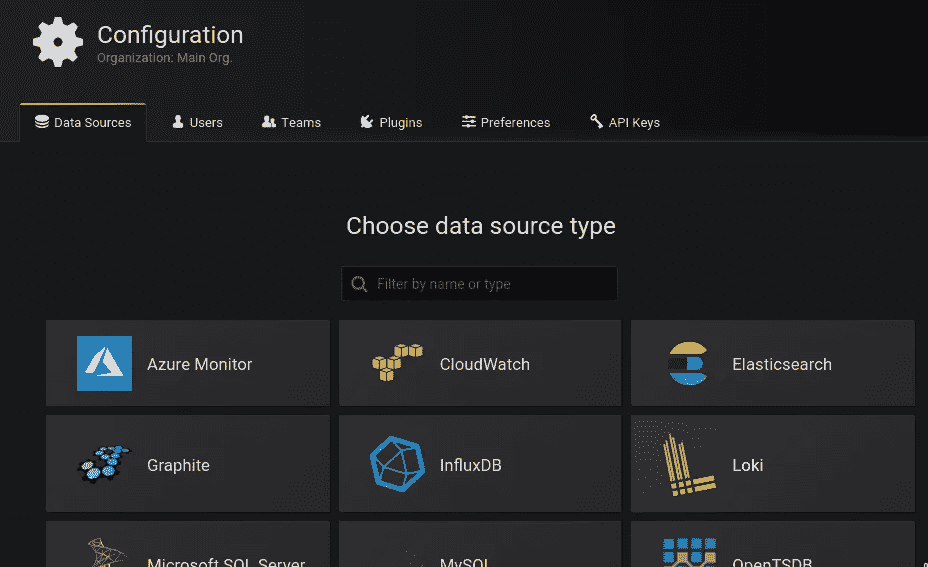 Configuration
Organization: Main Org.
Data Sources Users Teams Plugins Preferences API Keys
Choose data source type
Filter by name or type
Azure Monitor CloudWatch Elasticsearch
Graphite InfluxDB Loki
Microsoft SQL Server MySQL OpenTSDB